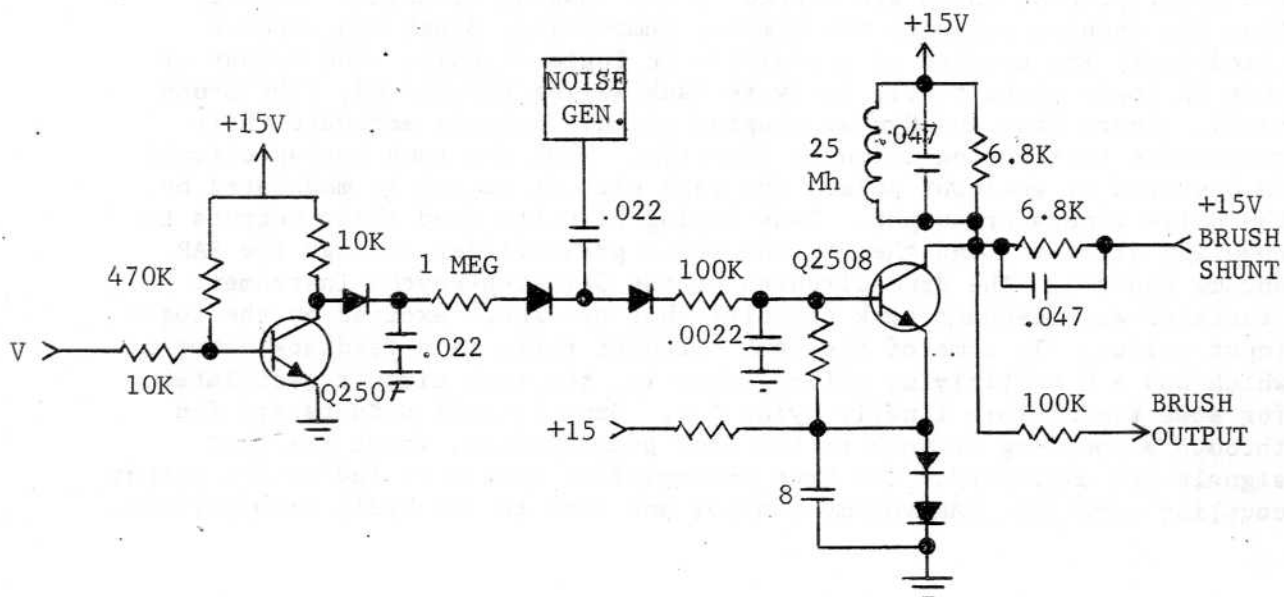 +15V
NOISE
GEN.
+15V
.047
25
Mh
6.8K
6.8K
+15V
BRUSH
SHUNT
10K
.022
470K
1 MEG
100K
Q2508
.047
V
.022
.0022
10K
Q2507
100K
BRUSH
OUTPUT
+15
8